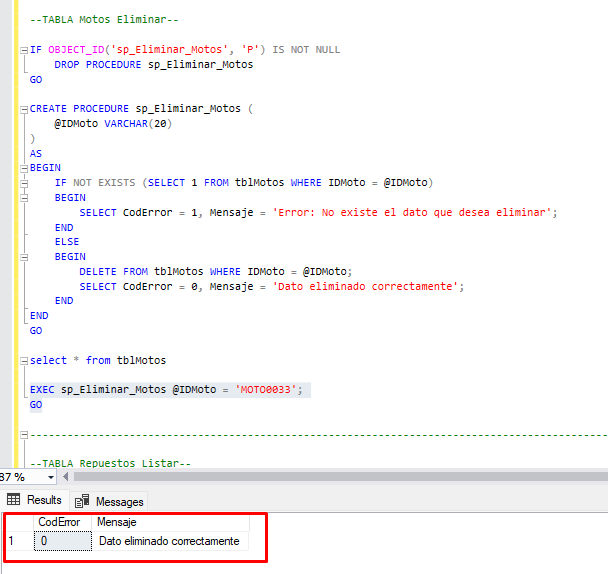 --TABLA Motos Eliminar--
IF OBJECT_ID('sp_Eliminar_Motos', 'P') IS NOT NULL
DROP PROCEDURE sp_Eliminar_Motos
GO
CREATE PROCEDURE sp_Eliminar_Motos (
@IDMoto VARCHAR(20)
)
AS
BEGIN
IF NOT EXISTS (SELECT 1 FROM tblMotos WHERE IDMoto = @IDMoto)
BEGIN
SELECT CodError = 1, Mensaje = 'Error: No existe el dato que desea eliminar';
END
ELSE
BEGIN
DELETE FROM tblMotos WHERE IDMoto = @IDMoto;
SELECT CodError = 0, Mensaje = 'Dato eliminado correctamente';
END
END
GO
select * from tblMotos
EXEC sp_Eliminar_Motos @IDMoto = 'MOTO0033';
GO
--TABLA Repuestos Listar--
87 %
Results Messages
CodError Mensaje
1 0 Dato eliminado correctamente